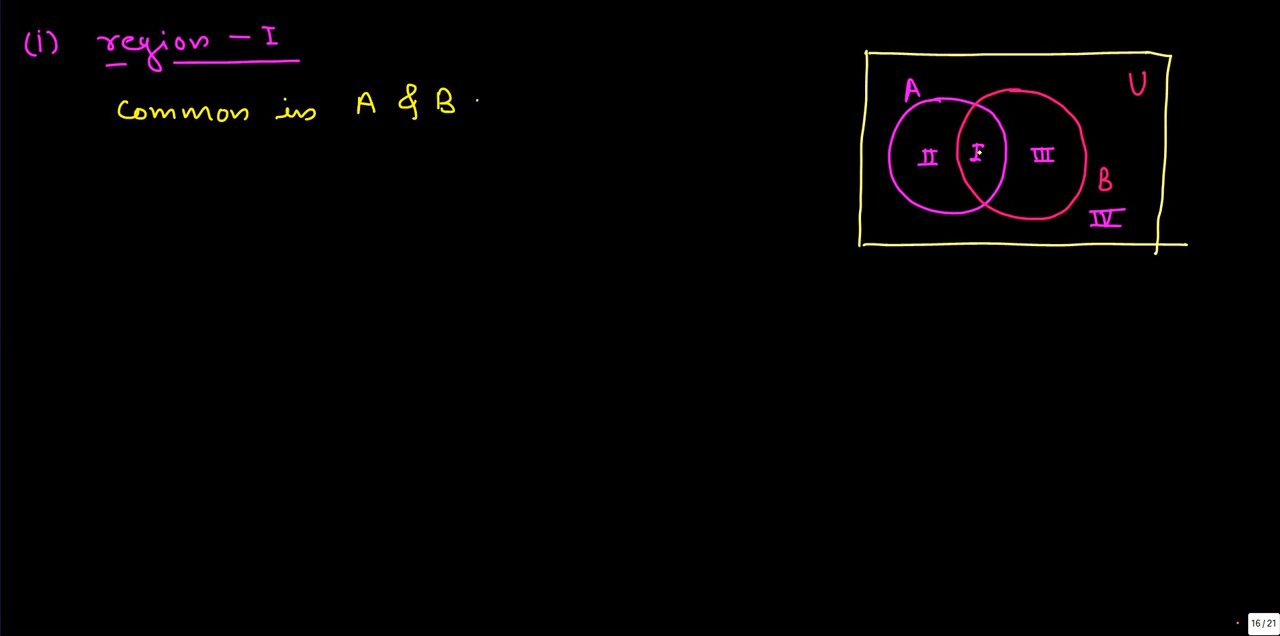 (i) region - I
Common in A & B.
A
U
II I III
B
IV
16/21